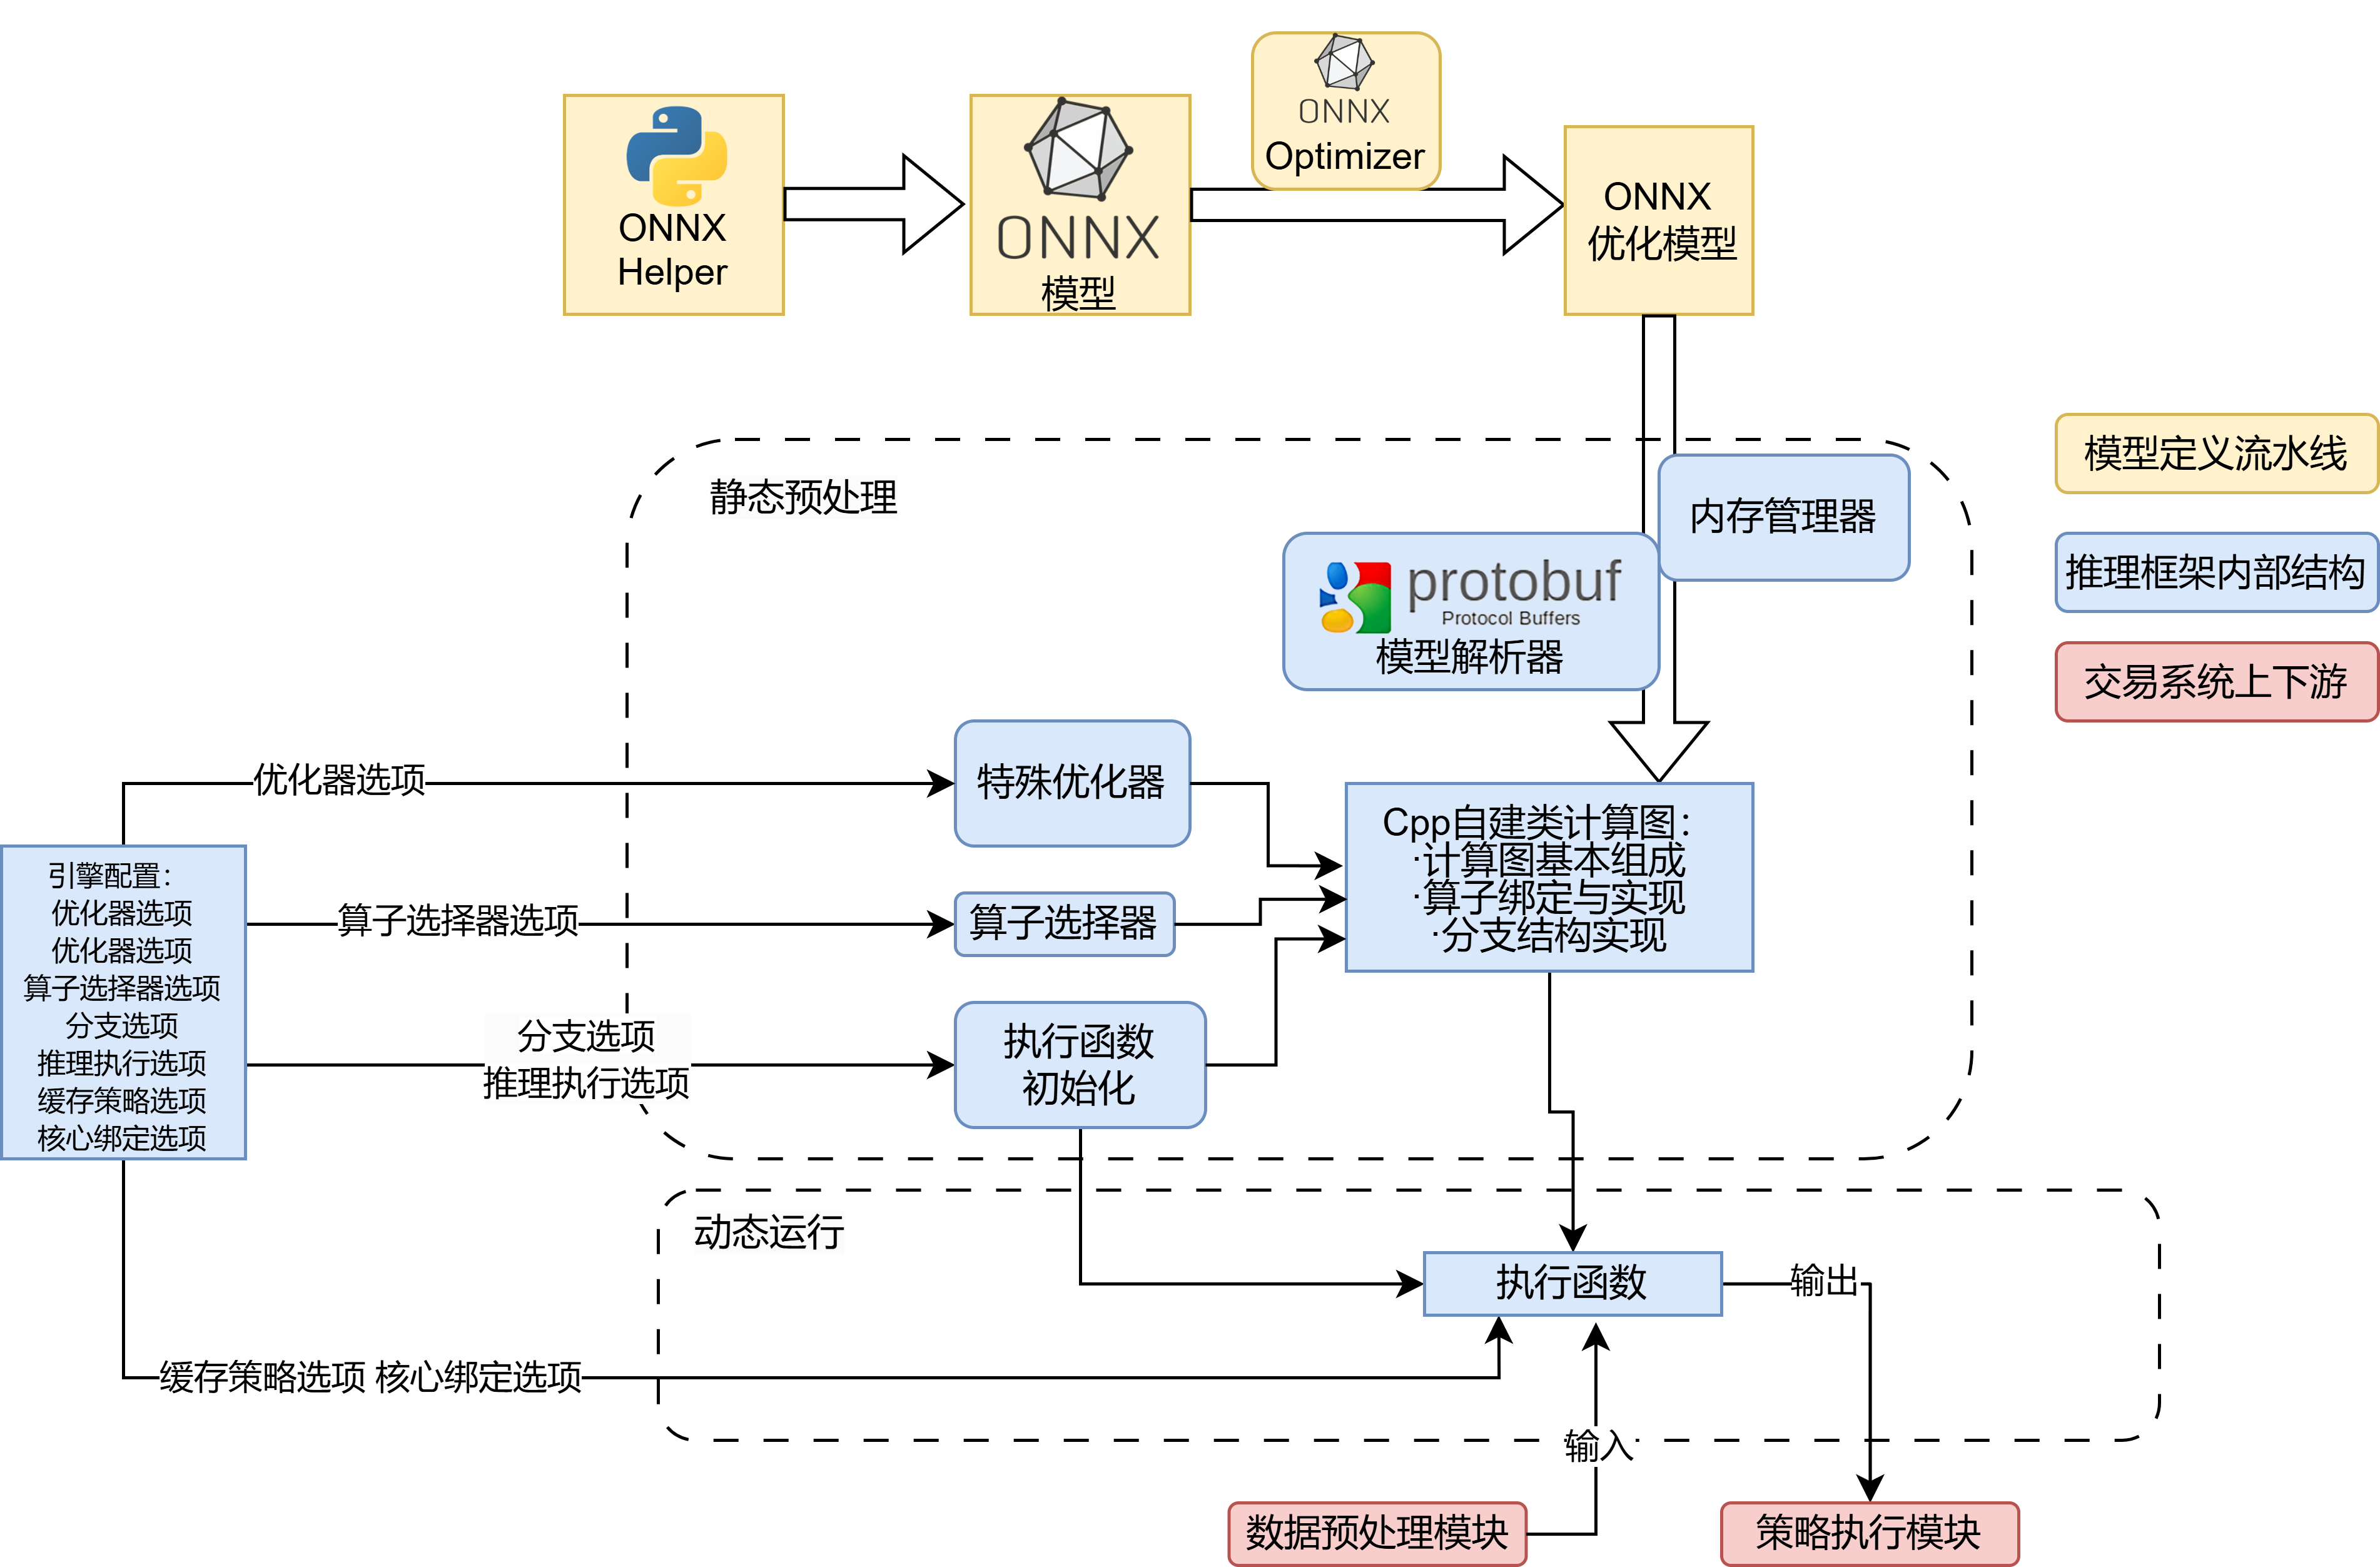 ONNX
Optimizer
ONNX
Helper
ONNX
模型
ONNX
优化模型
模型定义流水线
静态预处理
内存管理器
推理框架内部结构
protobuf
Protocol Buffers
模型解析器
交易系统上下游
优化器选项
特殊优化器
Cpp自建类计算图：
·计算图基本组成
·算子绑定与实现
·分支结构实现
引擎配置：
优化器选项
优化器选项
算子选择器选项
分支选项
推理执行选项
缓存策略选项
核心绑定选项
算子选择器选项
算子选择器
分支选项
推理执行选项
执行函数
初始化
动态运行
执行函数
输出
缓存策略选项 核心绑定选项
输入
数据预处理模块
策略执行模块